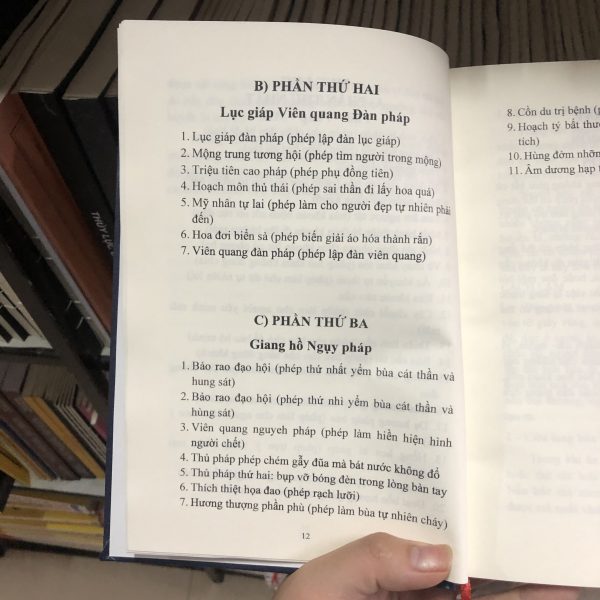 B) PHẦN THỨ HAI
Lục giáp Viên quang Đàn pháp
1. Lục giáp đàn pháp (phép lập đàn lục giáp)
2. Mộng trung tương hội (phép tìm người trong mộng)
3. Triệu tiên cao pháp (phép phụ đồng tiên)
4. Hoạch môn thủ thái (phép sai thần đi lấy hoa quả)
5. Mỹ nhân tự lai (phép làm cho người đẹp tự nhiên phải
đến)
6. Hoa đơi biển sà (phép biến giải áo hóa thành rắn)
7. Viên quang đàn pháp (phép lập đàn viên quang)
C) PHẦN THỨ BA
Giang hồ Ngụy pháp
1. Bảo rao đạo hội (phép thứ nhất yểm bùa cát thần và
hung sát)
2. Bảo rao đạo hội (phép thứ nhì yểm bùa cát thần và
hùng sát)
3. Viên quang nguyeh pháp (phép làm hiển hiện hình
người chết)
4. Thủ pháp phép chém gẫy đũa mà bát nước không đổ
5. Thủ pháp thứ hai: bụp vỡ bóng đèn trong lòng bàn tay
6. Thích thiệt họa đao (phép rạch lưỡi)
7. Hương thượng phần phù (phép làm bùa tự nhiên cháy)
12
8. Cổn du trị bệnh
9. Hoạch tý bất
tích)
10. Hùng đởm
11. Âm dương hạp